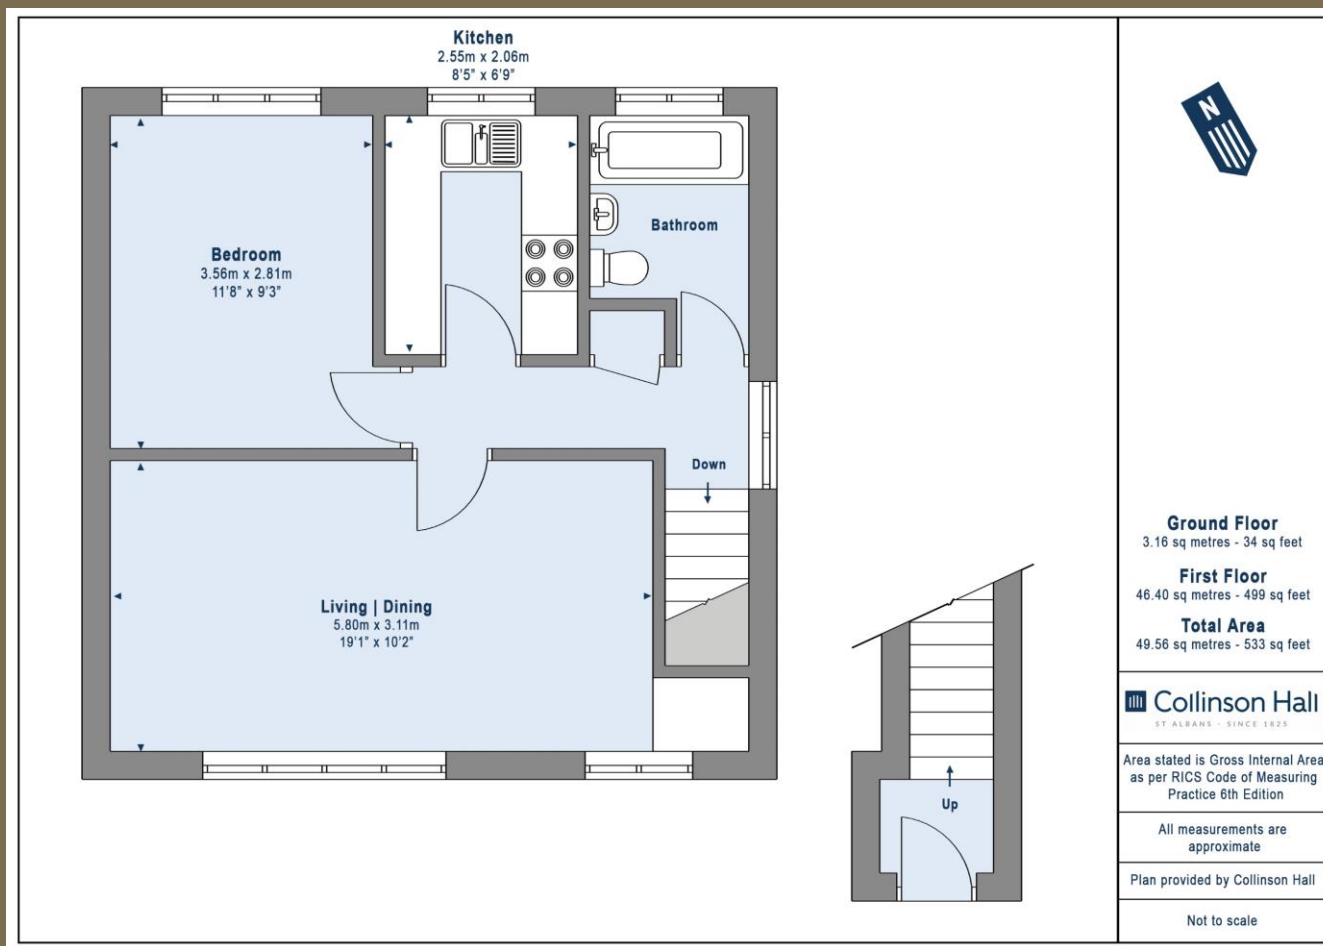 Kitchen
2.55m x 2.06m
8'5" x 6'9"
N
Bathroom
Bedroom
3.56m x 2.81m
11'8" x 9'3"
Down
Living | Dining
5.80m x 3.11m
19'1" x 10'2"
Up
Ground Floor
3.16 sq metres - 34 sq feet
First Floor
46.40 sq metres - 499 sq feet
Total Area
49.56 sq metres - 533 sq feet
Collinson Hall
ST ALBANS · SINCE 1825
Area stated is Gross Internal Area
as per RICS Code of Measuring
Practice 6th Edition
All measurements are
approximate
Plan provided by Collinson Hall
Not to scale